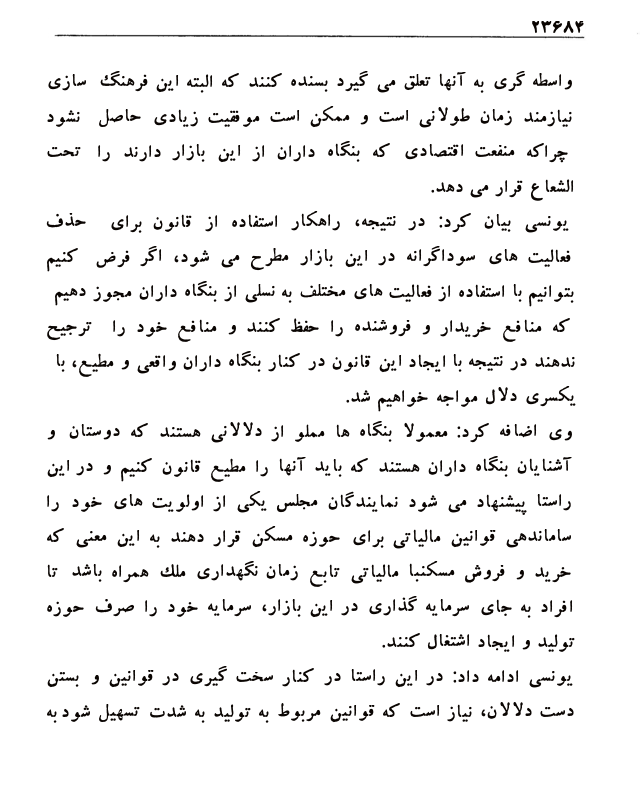 ۲۳۶۸۴
واسطه گری به آنها تعلق می گیرد بسنده کنند که البته این فرهنگ سازی
نیازمند زمان طولانی است و ممکن است موفقیت زیادی حاصل نشود
چراکه منفعت اقتصادی که بنگاه داران از این بازار دارند را تحت
الشعاع قرار می دهد.
یونسی بیان کرد: در نتیجه، راهکار استفاده از قانون برای حذف
فعالیت های سوداگرانه در این بازار مطرح می شود، اگر فرض کنیم
بتوانیم با استفاده از فعالیت های مختلف به نسلی از بنگاه داران مجوز دهیم
که منافع خریدار و فروشنده را حفظ کنند و منافع خود را ترجیح
ندهند در نتیجه با ایجاد این قانون در کنار بنگاه داران واقعی و مطیع، با
یکسری دلال مواجه خواهیم شد.
وی اضافه کرد: معمولا بنگاه ها مملو از دلالانی هستند که دوستان و
آشنایان بنگاه داران هستند که باید آنها را مطیع قانون کنیم و در این
راستا پیشنهاد می شود نمایندگان مجلس یکی از اولویت های خود را
ساماندهی قوانین مالیاتی برای حوزه مسکن قرار دهند به این معنی که
خرید و فروش مسکنبا مالیاتی تابع زمان نگهداری ملك همراه باشد تا
افراد به جای سرمایه گذاری در این بازار، سرمایه خود را صرف حوزه
تولید و ایجاد اشتغال کنند.
یونسی ادامه داد: در این راستا در کنار سخت گیری در قوانین و بستن
دست دلالان، نیاز است که قوانین مربوط به تولید به شدت تسهیل شود به